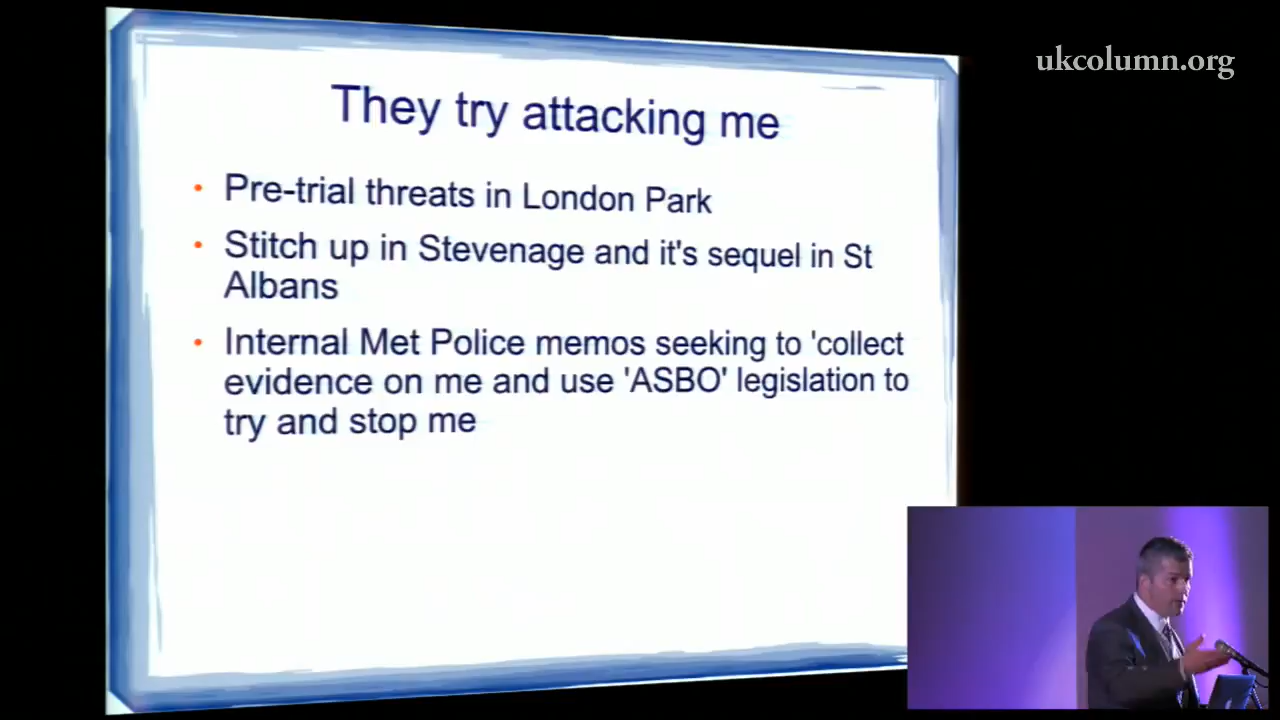 ukcolumn.org
They try attacking me
• Pre-trial threats in London Park
• Stitch up in Stevenage and it's sequel in St
Albans
• Internal Met Police memos seeking to 'collect
evidence on me and use 'ASBO' legislation to
try and stop me